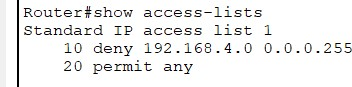 Router#show access-lists
Standard IP access list 1
10 deny 192.168.4.0 0.0.0.255
20 permit any